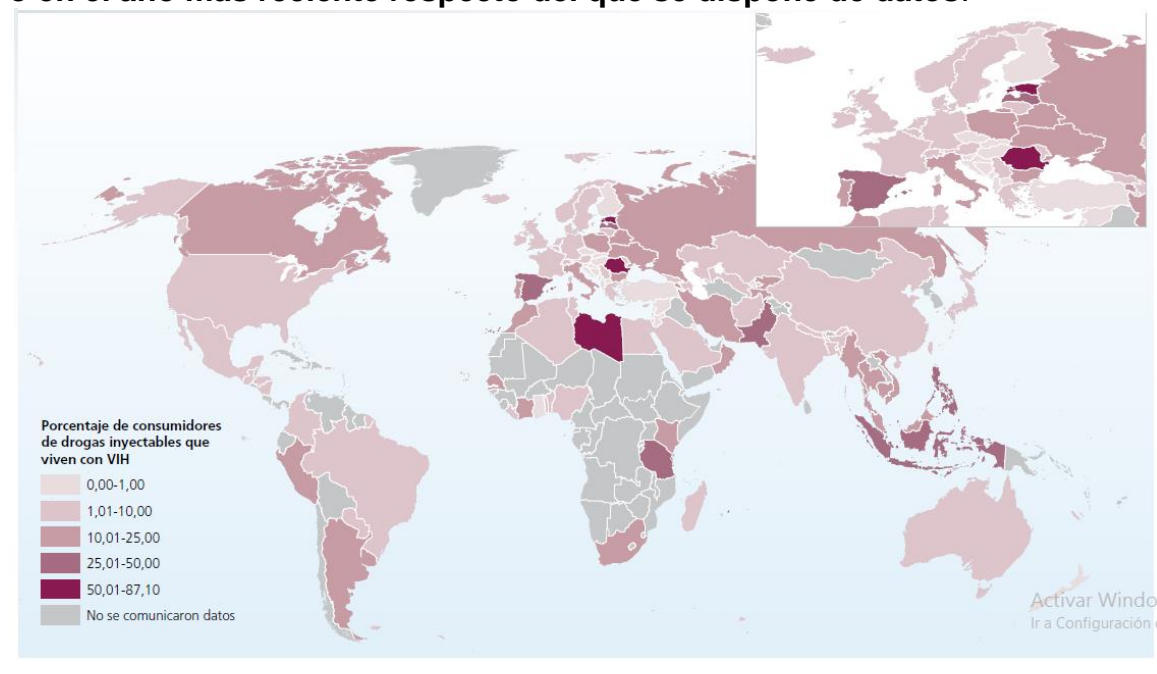 en el año más reciente respecto del que se dispone de datos.
Porcentaje de consumidores
de drogas inyectables que
viven con VIH
0,00-1,00
1,01-10,00
10,01-25,00
25,01-50,00
50,01-87,10
No se comunicaron datos
Activar Windo
Ir a Configuración